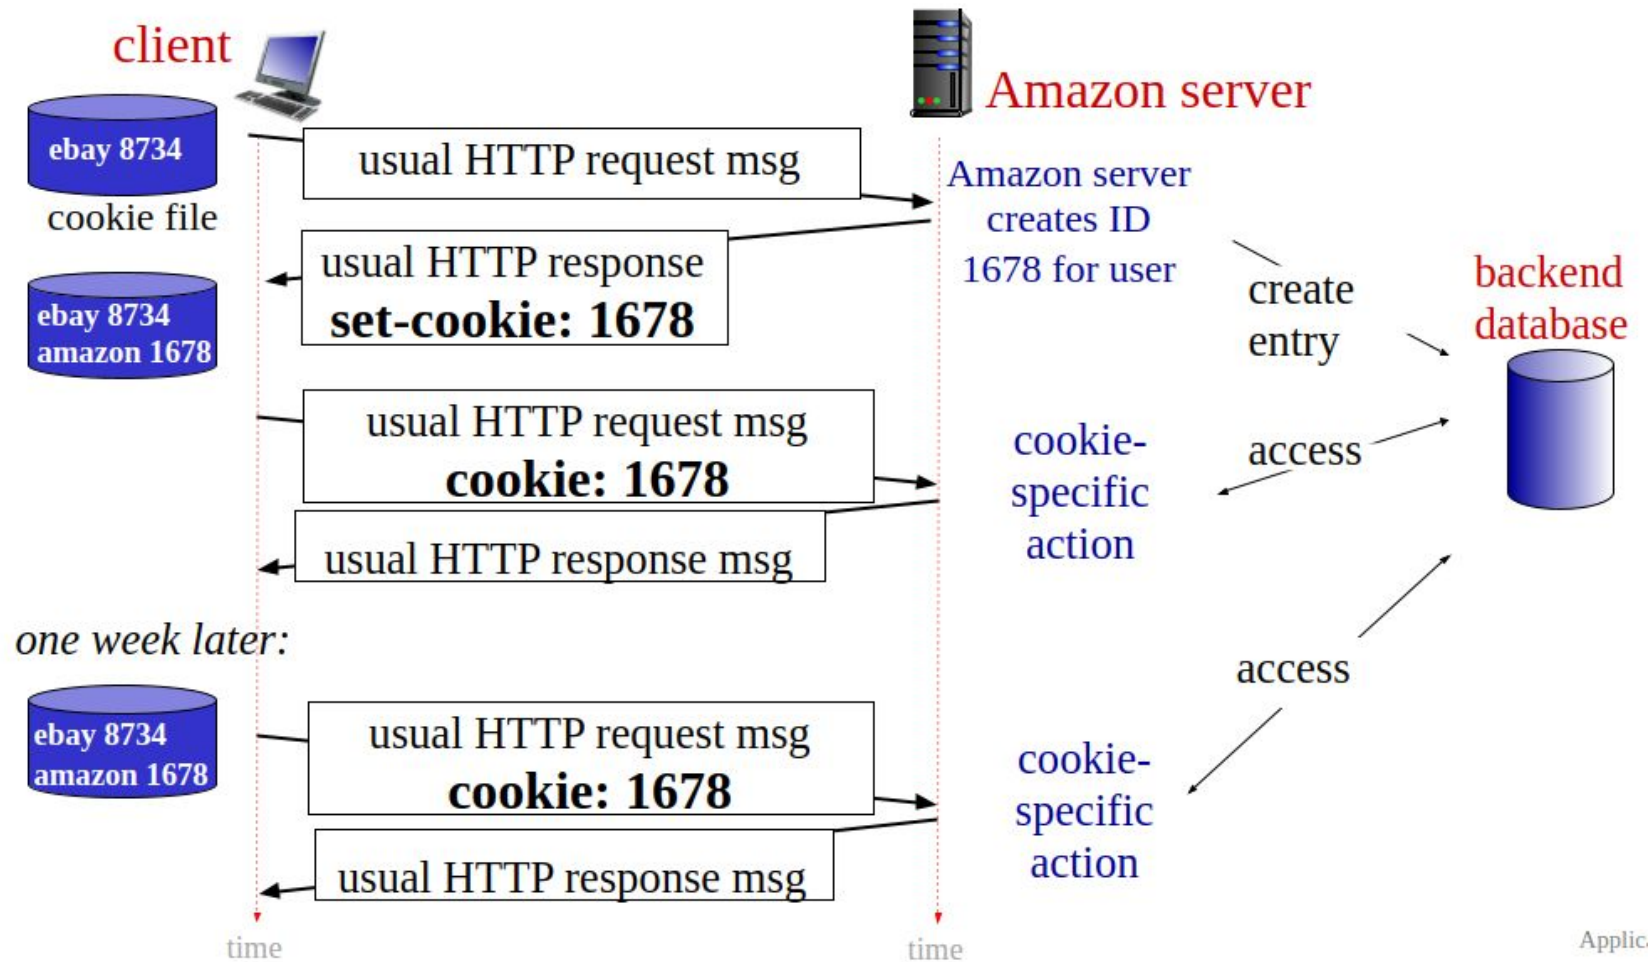 client
Amazon server
ebay 8734
cookie file
usual HTTP request msg
Amazon server
creates ID
1678 for user
usual HTTP response
set-cookie: 1678
create
entry
backend
database
ebay 8734
amazon 1678
usual HTTP request msg
cookie: 1678
cookie-
specific
action
access
usual HTTP response msg
one week later:
access
ebay 8734
amazon 1678
usual HTTP request msg
cookie: 1678
cookie-
specific
action
usual HTTP response msg
time
time
Applica